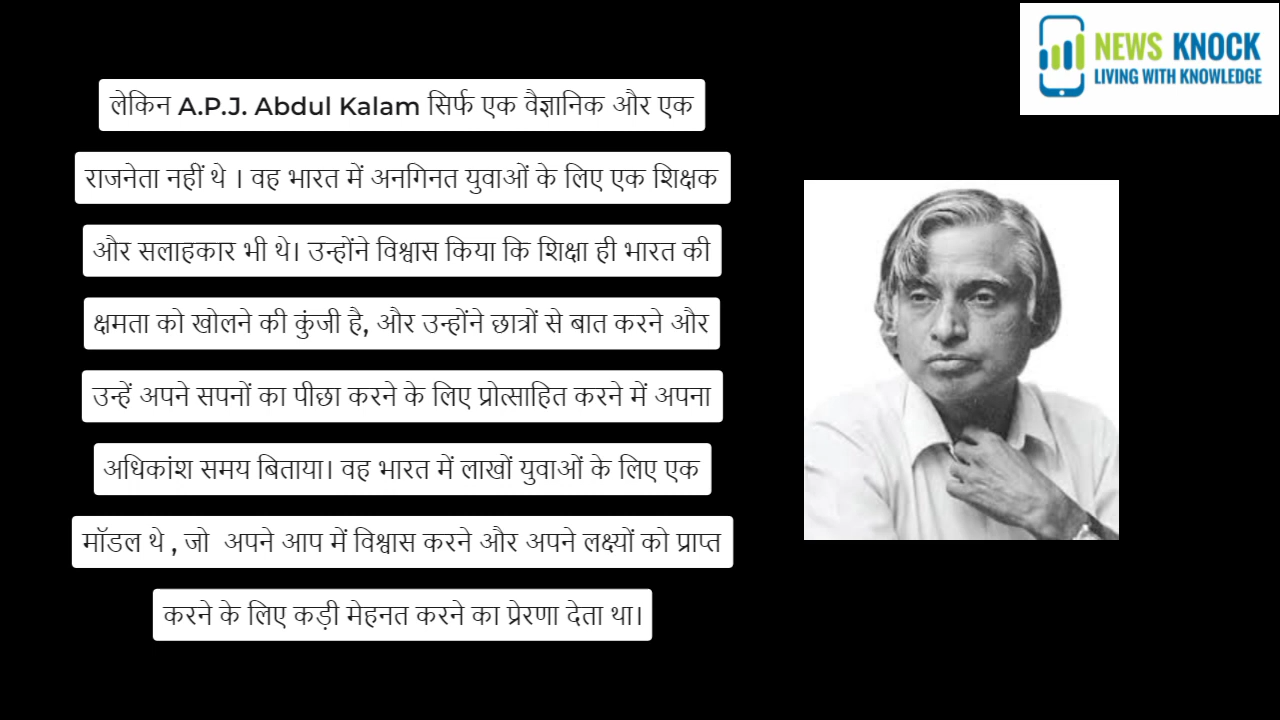 NEWS KNOCK
LIVING WITH KNOWLEDGE
लेकिन A.P.J. Abdul Kalam सिर्फ एक वैज्ञानिक और एक
राजनेता नहीं थे । वह भारत में अनगिनत युवाओं के लिए एक शिक्षक
और सलाहकार भी थे। उन्होंने विश्वास किया कि शिक्षा ही भारत की
क्षमता को खोलने की कुंजी है, और उन्होंने छात्रों से बात करने और
उन्हें अपने सपनों का पीछा करने के लिए प्रोत्साहित करने में अपना
अधिकांश समय बिताया। वह भारत में लाखों युवाओं के लिए एक
मॉडल थे , जो  अपने आप में विश्वास करने और अपने लक्ष्यों को प्राप्त
करने के लिए कड़ी मेहनत करने का प्रेरणा देता था।